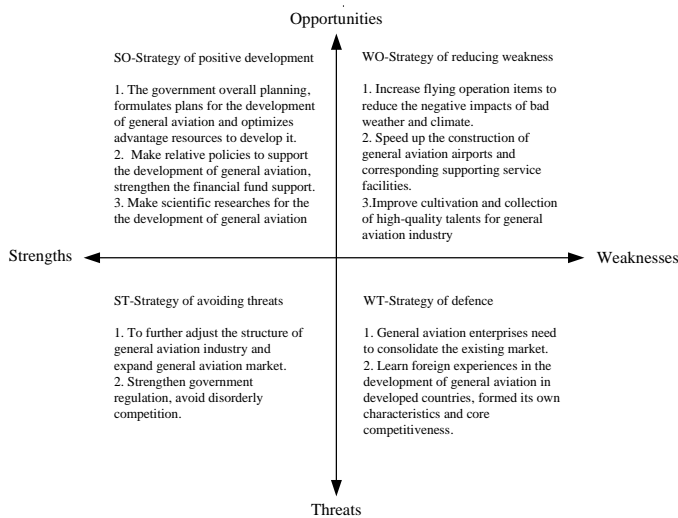 Opportunities
SO-Strategy of positive development
1. The government overall planning,
formulates plans for the development
of general aviation and optimizes
advantage resources to develop it.
2. Make relative policies to support
the development of general aviation,
strengthen the financial fund support.
3. Make scientific researches for the
the development of general aviation
WO-Strategy of reducing weakness
1. Increase flying operation items to
reduce the negative impacts of bad
weather and climate.
2. Speed up the construction of
general aviation airports and
corresponding supporting service
facilities.
3.Improve cultivation and collection
of high-quality talents for general
aviation industry
Strengths
Weaknesses
ST-Strategy of avoiding threats
1. To further adjust the structure of
general aviation industry and
expand general aviation market.
2. Strengthen government
regulation, avoid disorderly
competition.
WT-Strategy of defence
1. General aviation enterprises need
to consolidate the existing market.
2. Learn foreign experiences in the
development of general aviation in
developed countries, formed its own
characteristics and core
competitiveness.
Threats